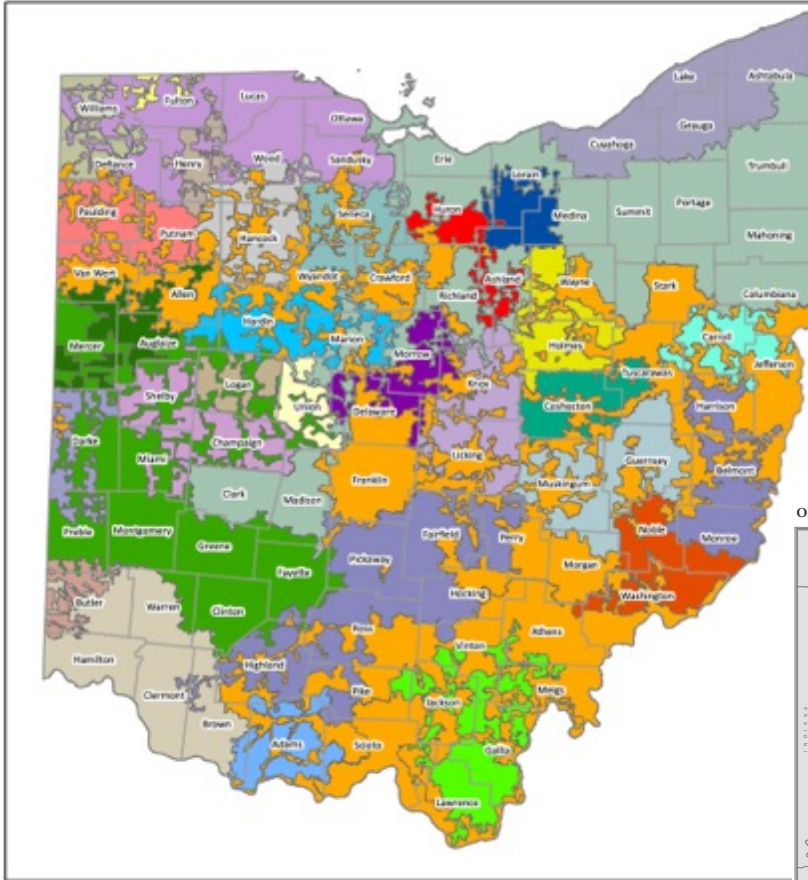 Lake
Ashtabula
Williams
Fulton
Lucas
Ottawa
Geauga
Cuyahoga
Defiance
Henry
Wood
Sandusky
Erie
Lorain
Trumbull
Paulding
Putnam
Hancock
Seneca
Huron
Medina
Summit
Portage
Mahoning
Van Wert
Allen
Wyandot
Crawford
Richland
Ashland
Wayne
Stark
Columbiana
Mercer
Auglaize
Hardin
Marion
Morrow
Holmes
Carroll
Tuscarawas
Jefferson
Shelby
Logan
Union
Delaware
Knox
Coshocton
Harrison
Darke
Miami
Champaign
Licking
Muskingum
Guernsey
Belmont
Clark
Madison
Franklin
Preble
Montgomery
Greene
Fayette
Pickaway
Fairfield
Perry
Morgan
Noble
Monroe
Butler
Warren
Clinton
Hocking
Washington
Ross
Athens
Hamilton
Clermont
Highland
Vinton
Meigs
Brown
Adams
Pike
Scioto
Jackson
Gallia
Lawrence
INDIANA